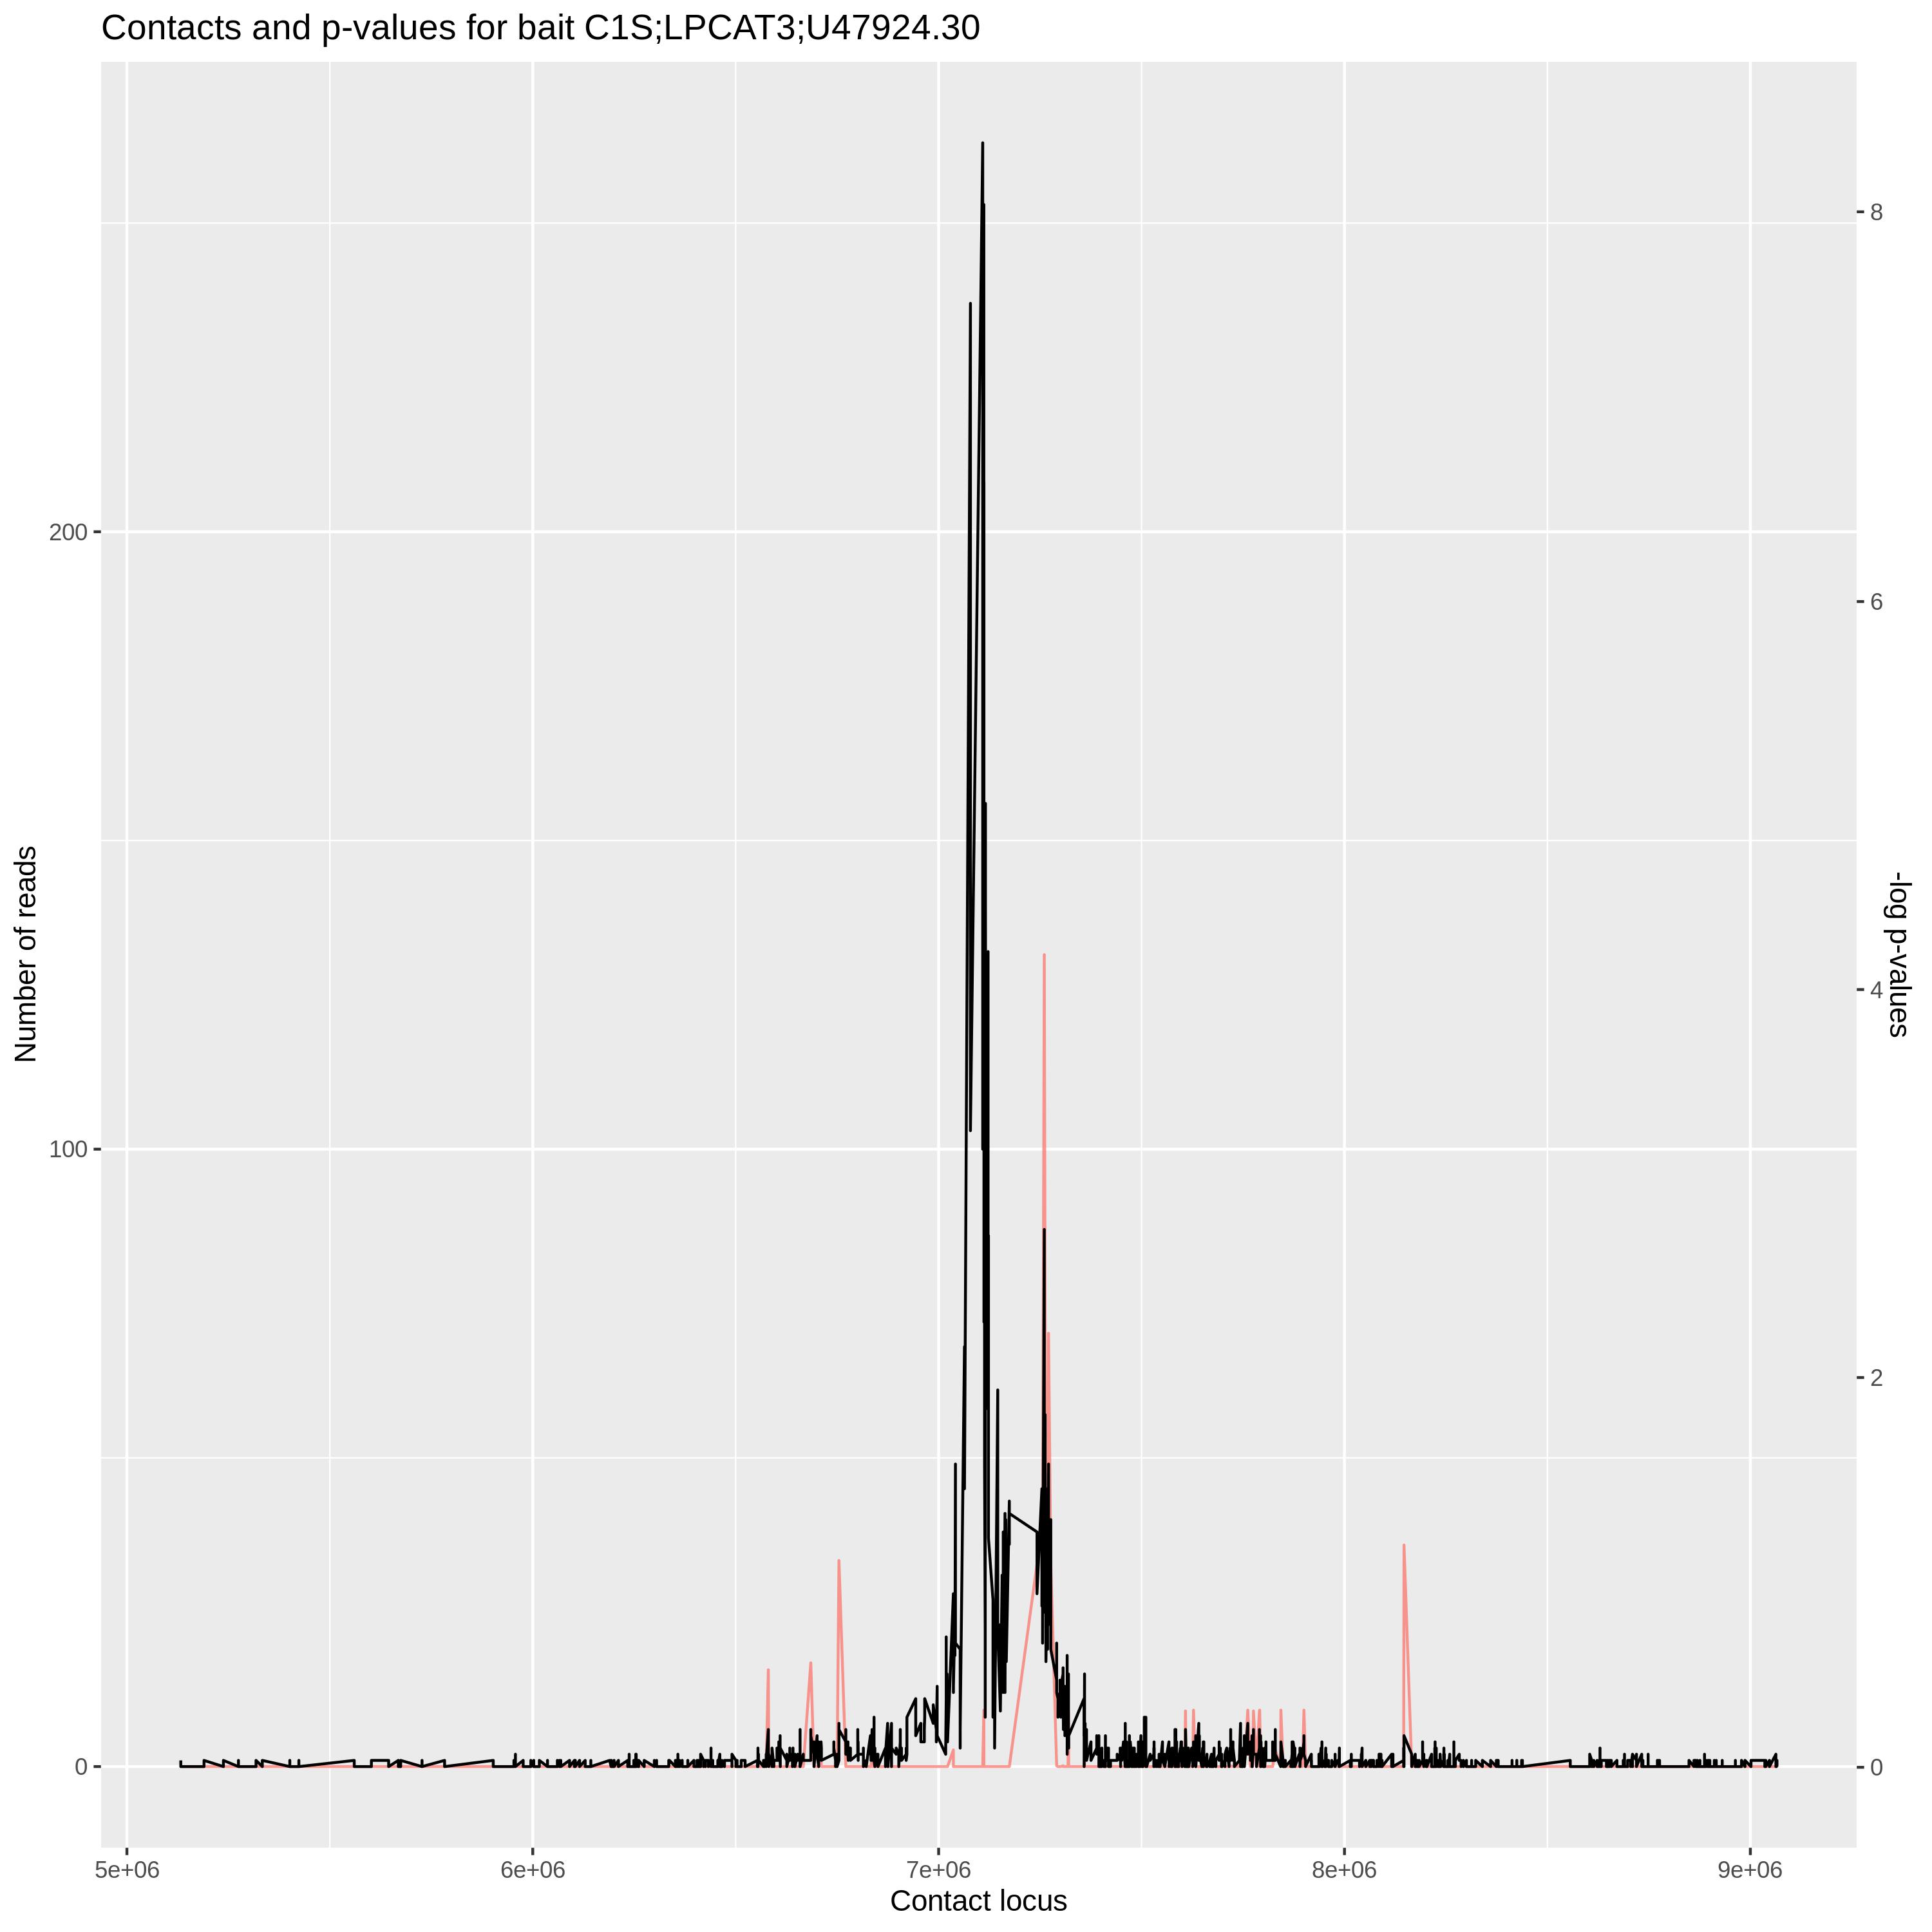 Contacts and p-values for bait C1S;LPCAT3;U47924.30
Number of reads
200
100
0
8
6
4
2
0
-log p-values
5e+06 6e+06 7e+06 8e+06 9e+06
Contact locus